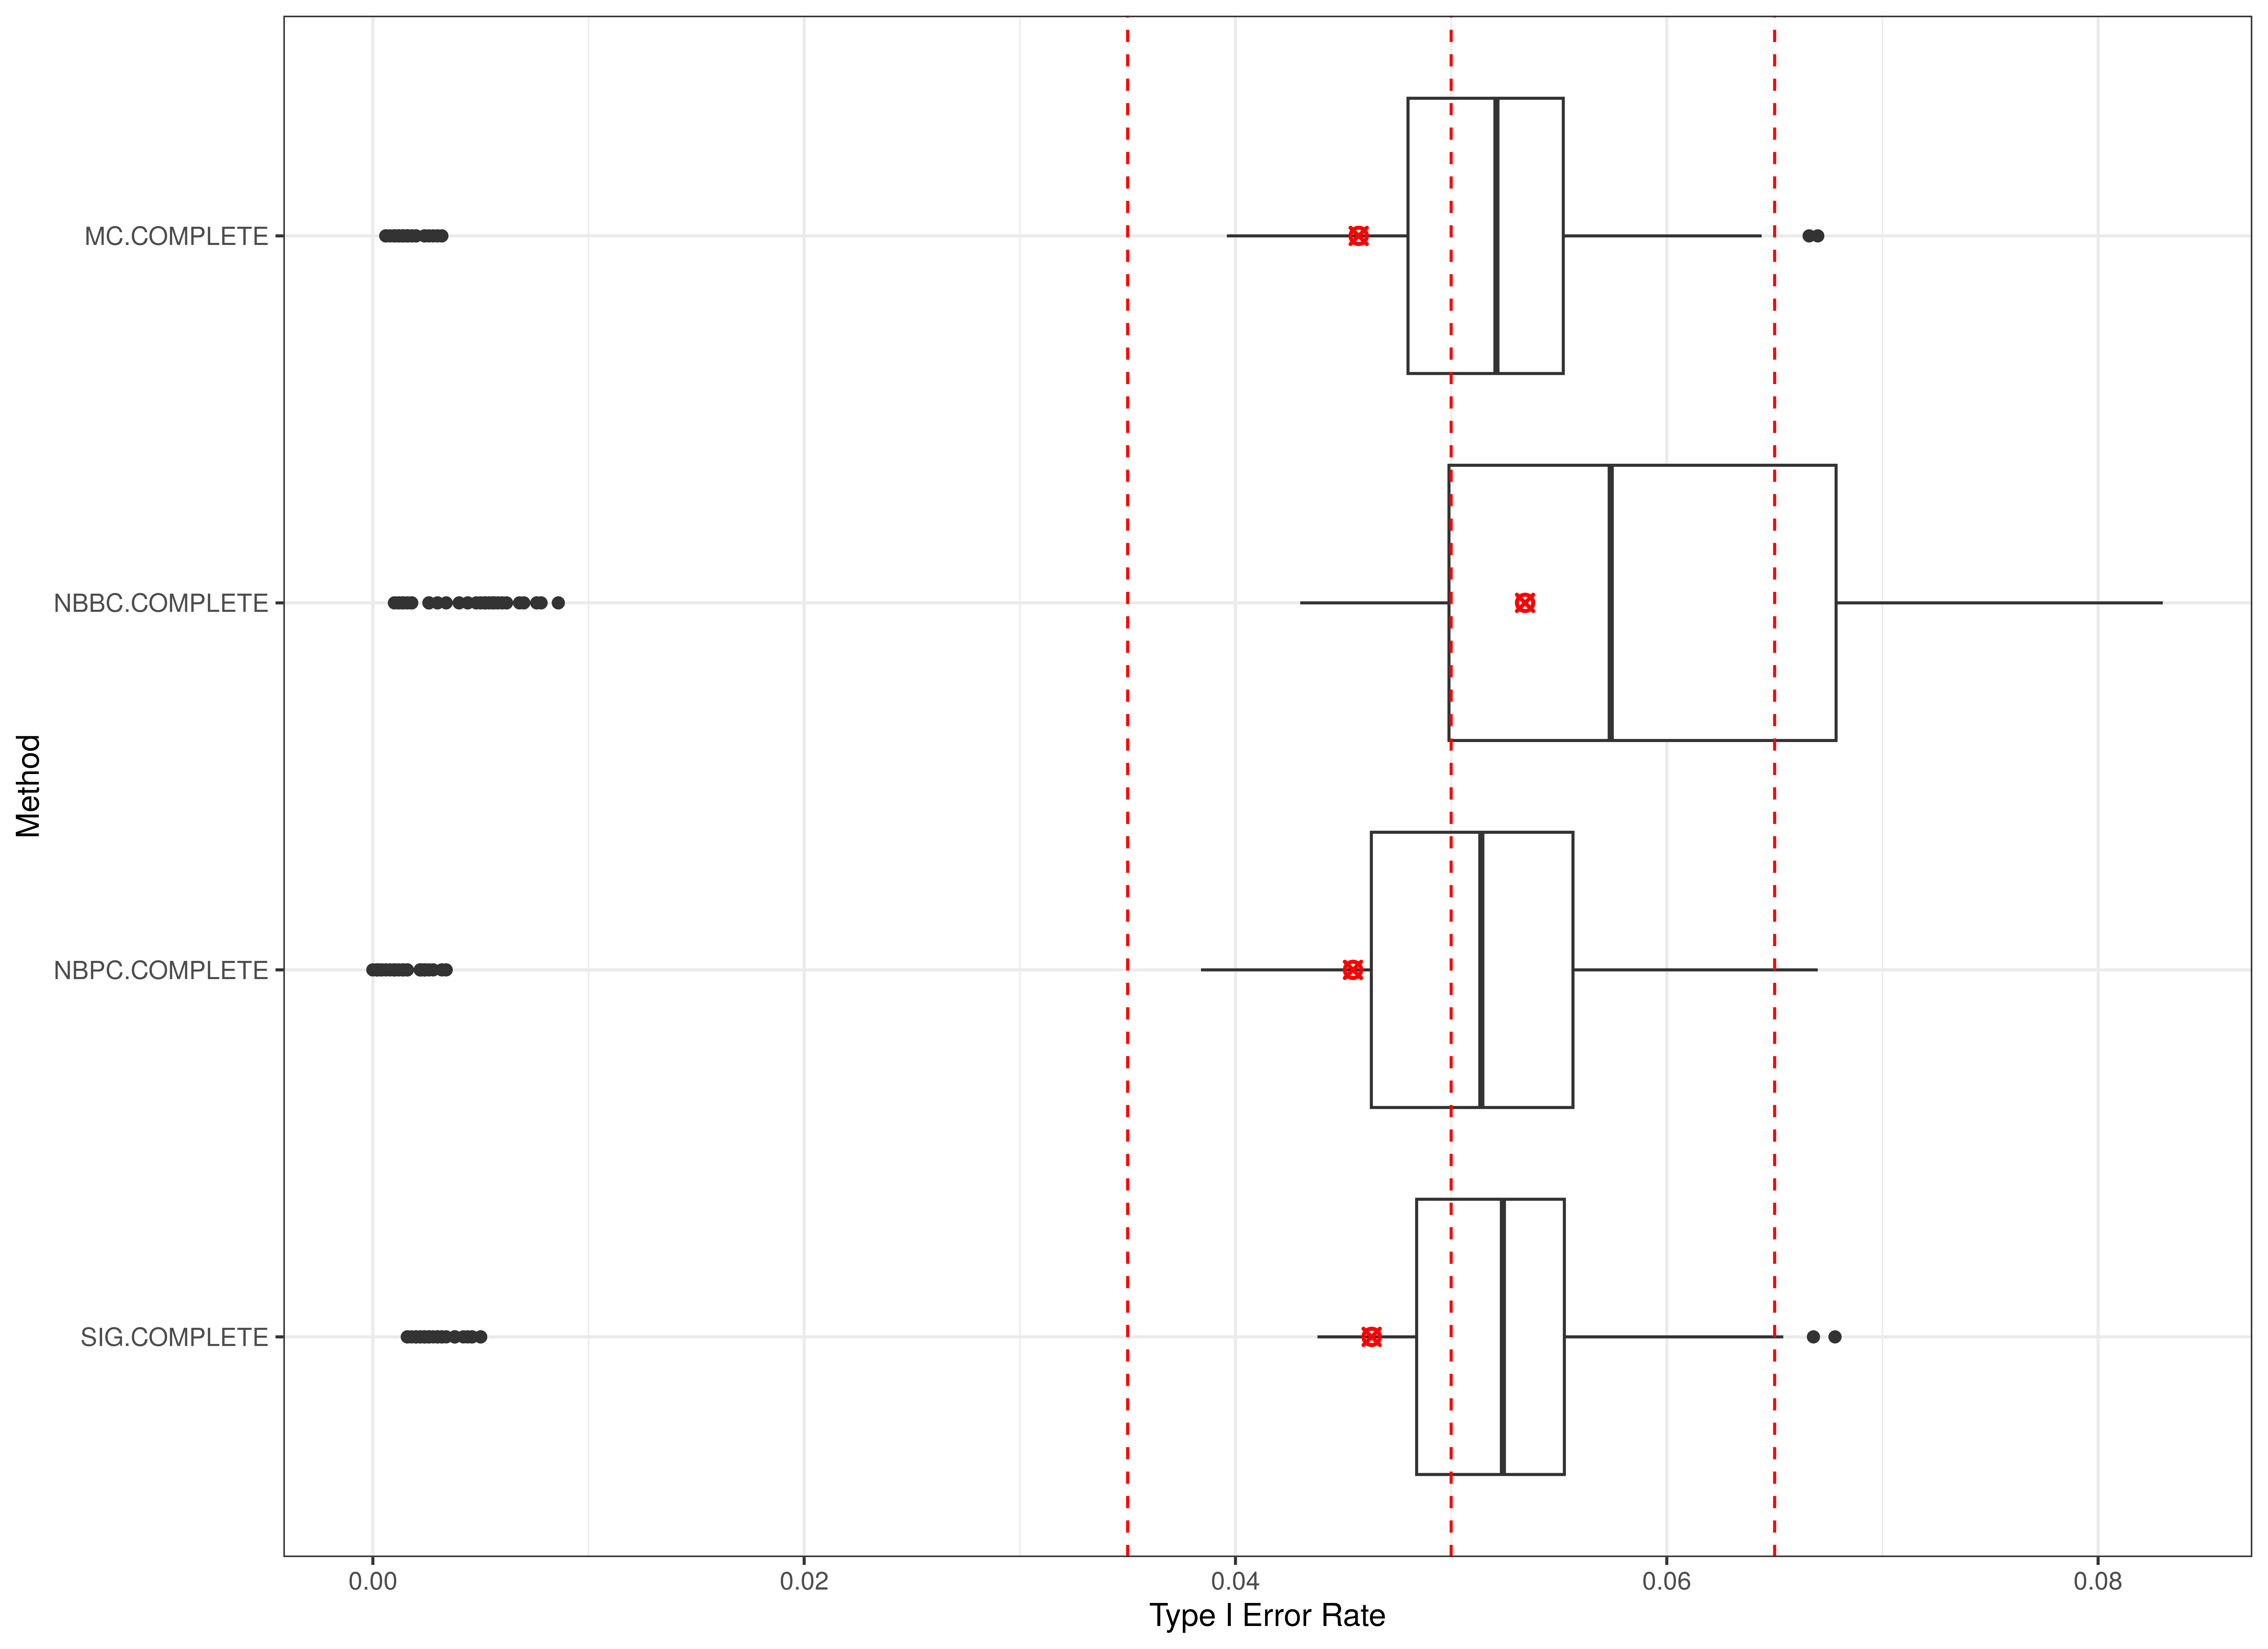 MC.COMPLETE
NBBC.COMPLETE
NBPC.COMPLETE
SIG.COMPLETE
Method
0.00 0.02 0.04 0.06 0.08
Type I Error Rate